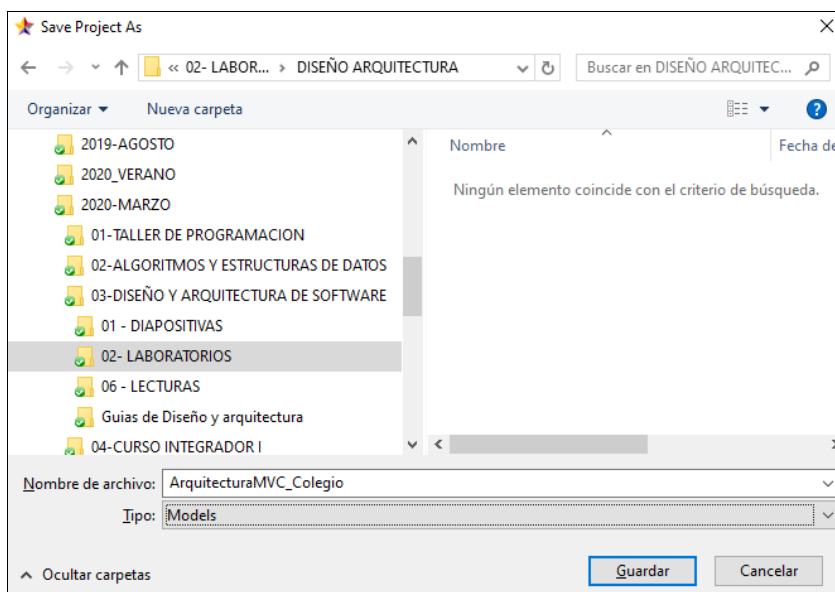 Save Project As
« 02- LABOR... › DISEÑO ARQUITECTURA
Buscar en DISEÑO ARQUITEC...
Organizar
Nueva carpeta
2019-AGOSTO
2020_VERANO
2020-MARZO
01-TALLER DE PROGRAMACION
02-ALGORITMOS Y ESTRUCTURAS DE DATOS
03-DISEÑO Y ARQUITECTURA DE SOFTWARE
01 - DIAPOSITIVAS
02- LABORATORIOS
06 - LECTURAS
Guias de Diseño y arquitectura
04-CURSO INTEGRADOR I
Nombre
Fecha de
Ningún elemento coincide con el criterio de búsqueda.
Nombre de archivo: ArquitecturaMVC_Colegio
Tipo: Models
Ocultar carpetas
Guardar
Cancelar